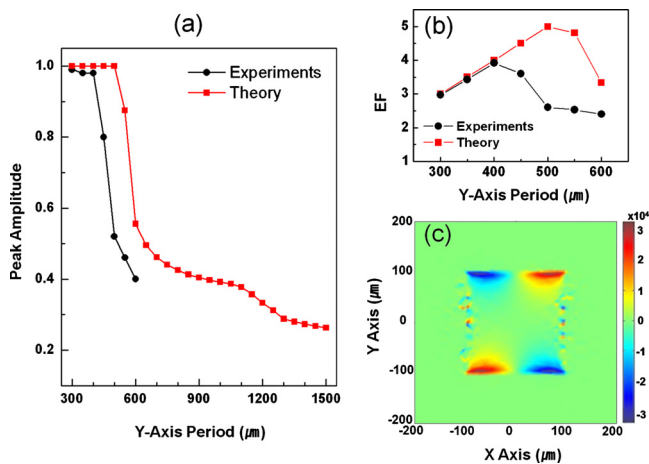 (a)
Peak Amplitude
1.0
0.8
0.6
0.4
0.2
Experiments
Theory
300 600 900 1200 1500
Y-Axis Period (㎛)
(b)
EF
5
4
3
2
1
Experiments
Theory
300 400 500 600
Y-Axis Period (㎛)
(c)
Y Axis (㎛)
200
100
0
-100
-200
-200 -100 0 100 200
X Axis (㎛)
x10⁴
3
2
1
0
-1
-2
-3